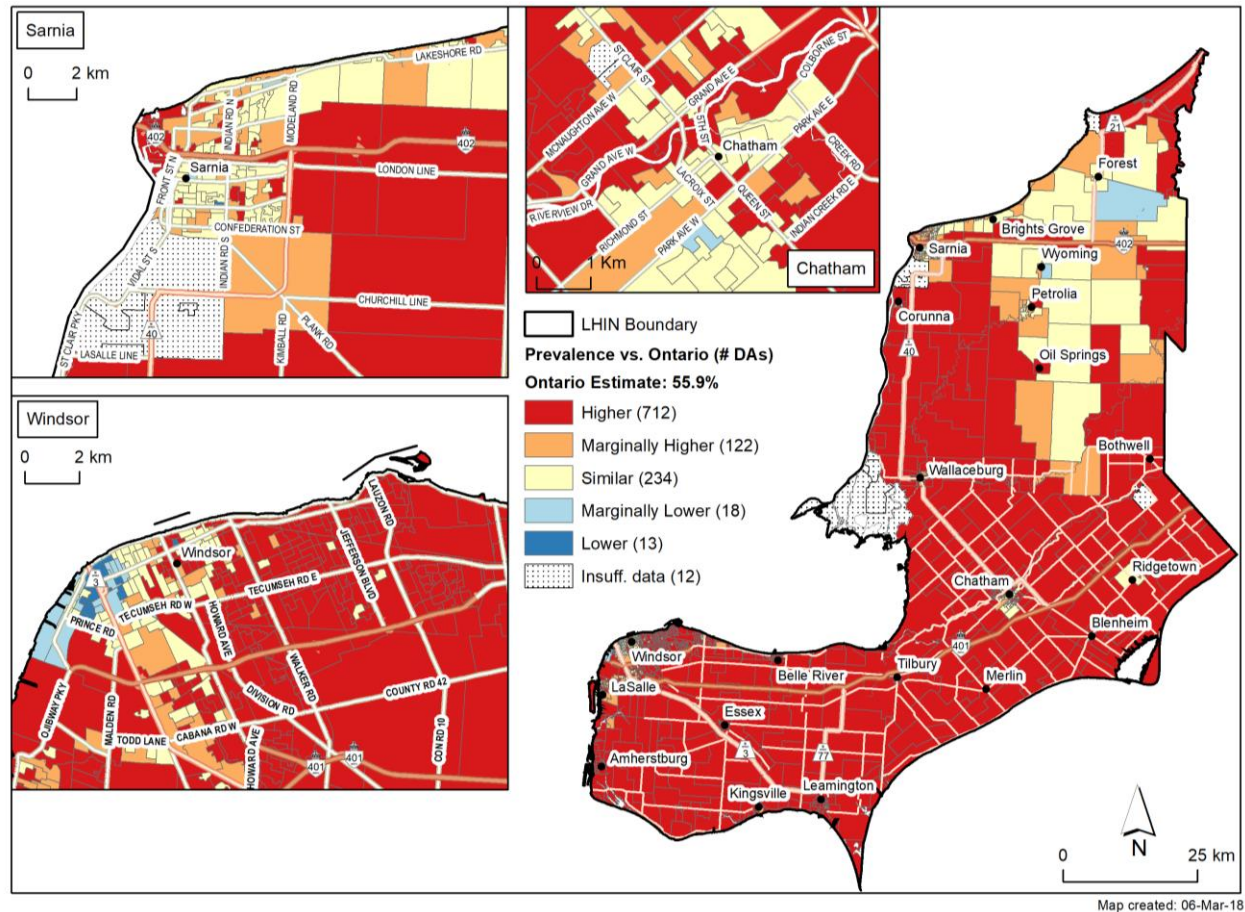 Sarnia
0 2 km
LAKESHORE RD
INDIAN RD N
MODELAND RD
402
402
FRONT ST N
Sarnia
LONDON LINE
CONFEDERATION ST
VIDAL ST S
INDIAN RD S
CHURCHILL LINE
ST CLAIR PKY
40
LASALLE LINE
KIMBALL RD
PLANK RD
ST CLAIR ST
COLBORNE ST
GRAND AVE E
MCNAUGHTON AVE W
5TH ST
PARK AVE E
Chatham
GRAND AVE W
CREEK RD
LACROIX ST
RIVERVIEW DR
QUEEN ST
INDIAN CREEK RD E
RICHMOND ST
PARK AVE W
0 1 Km
Chatham
LHIN Boundary
Prevalence vs. Ontario (# DAs)
Ontario Estimate: 55.9%
Higher (712)
Marginally Higher (122)
Similar (234)
Marginally Lower (18)
Lower (13)
Insuff. data (12)
Windsor
0 2 km
LAUZON RD
JEFFERSON BLVD
Windsor
3
TECUMSEH RD E
TECUMSEH RD W
PRINCE RD
HOWARD AVE
WALKER RD
OJIBWAY PKY
MALDEN RD
DIVISION RD
COUNTY RD 42
CABANA RD W
TODD LANE
HOWARD AVE
401
401
CON RD 10
21
Forest
Brights Grove
Sarnia
402
Wyoming
Petrolia
Corunna
40
Oil Springs
Bothwell
Wallaceburg
Chatham
Ridgetown
Blenheim
401
Windsor
Belle River
Tilbury
Merlin
LaSalle
Essex
3
77
Amherstburg
Kingsville
Leamington
N
0 25 km
Map created: 06-Mar-18